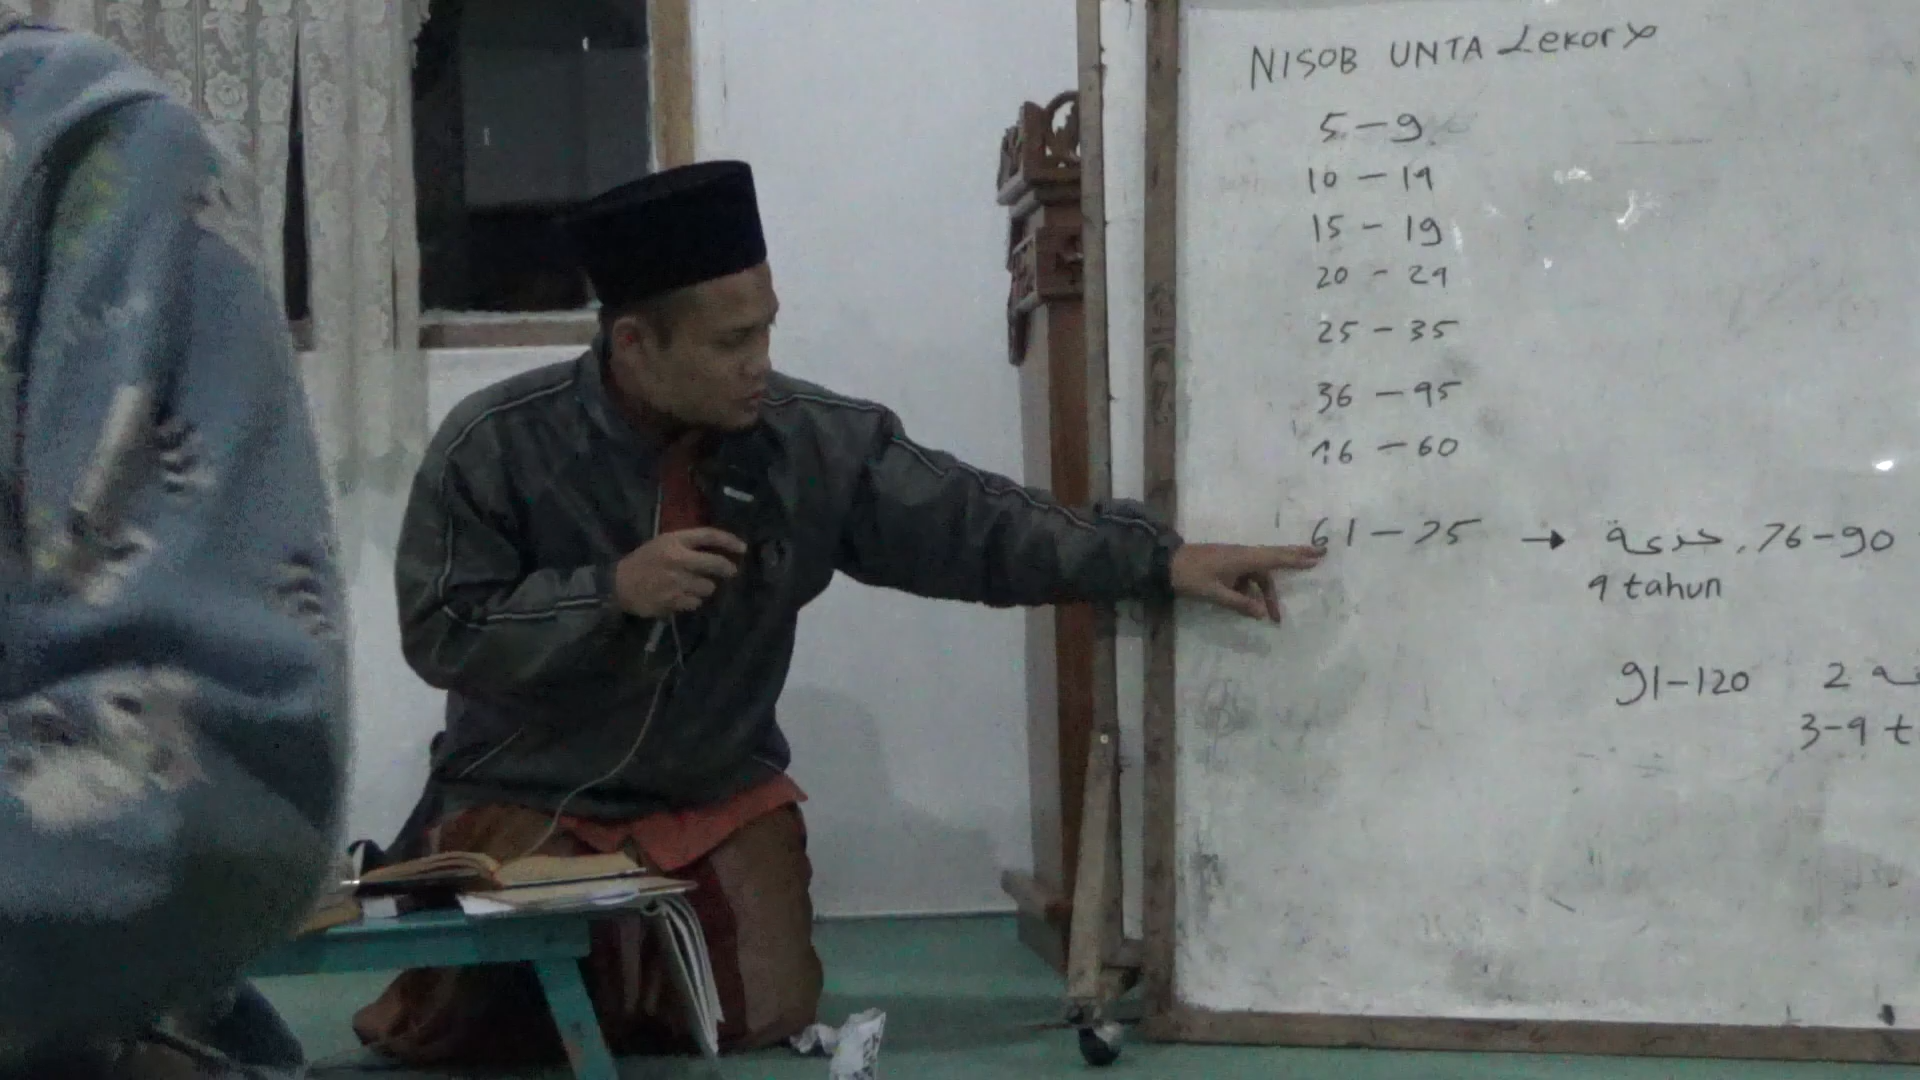 NISOB UNTA Lekor
5-9
10-14
15-19
20-24
25-35
36-45
46-60
61-75 → جذعة, 76-90
4 tahun
91-120 2
3-4 t